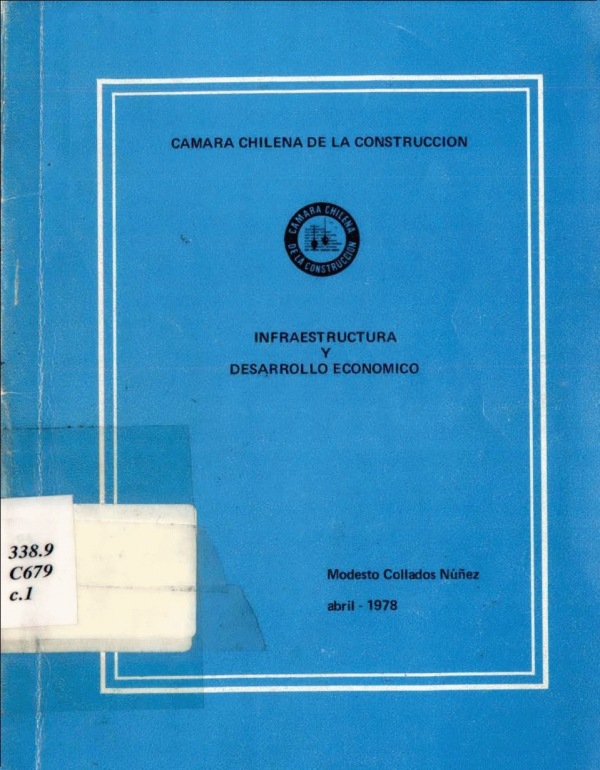 CAMARA CHILENA DE LA CONSTRUCCION
CAMARA CHILENA
DE LA CONSTRUCCION
INFRAESTRUCTURA
Y
DESARROLLO ECONOMICO
338.9
C679
c.1
Modesto Collados Núñez
abril - 1978